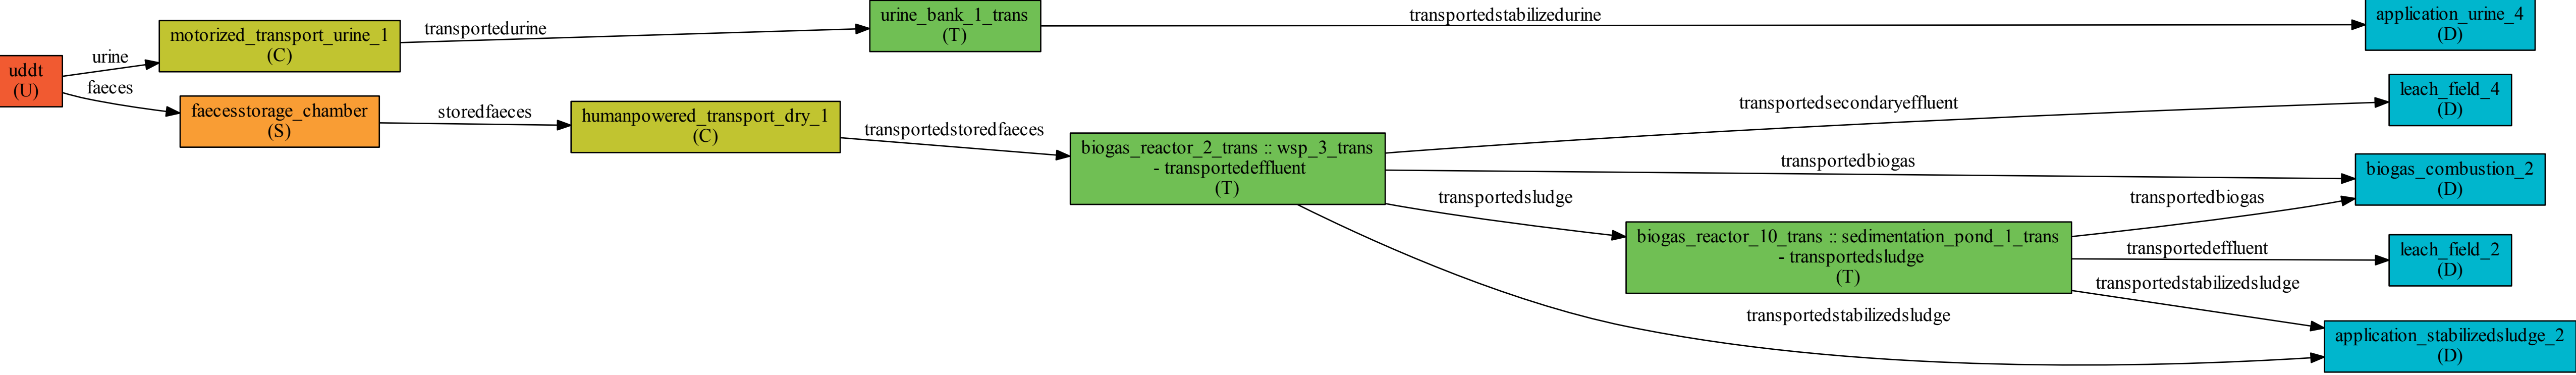 uddt
(U)
urine
faeces
motorized_transport_urine_1
(C)
faecesstorage_chamber
(S)
transportedurine
storedfaeces
humanpowered_transport_dry_1
(C)
urine_bank_1_trans
(T)
transportedstoredfaeces
biogas_reactor_2_trans :: wsp_3_trans
- transportedeffluent
(T)
transportedstabilizedurine
transportedsecondaryeffluent
transportedbiogas
transportedsludge
biogas_reactor_10_trans :: sedimentation_pond_1_trans
- transportedsludge
(T)
transportedstabilizedsludge
transportedbiogas
transportedeffluent
transportedstabilizedsludge
application_urine_4
(D)
leach_field_4
(D)
biogas_combustion_2
(D)
leach_field_2
(D)
application_stabilizedsludge_2
(D)